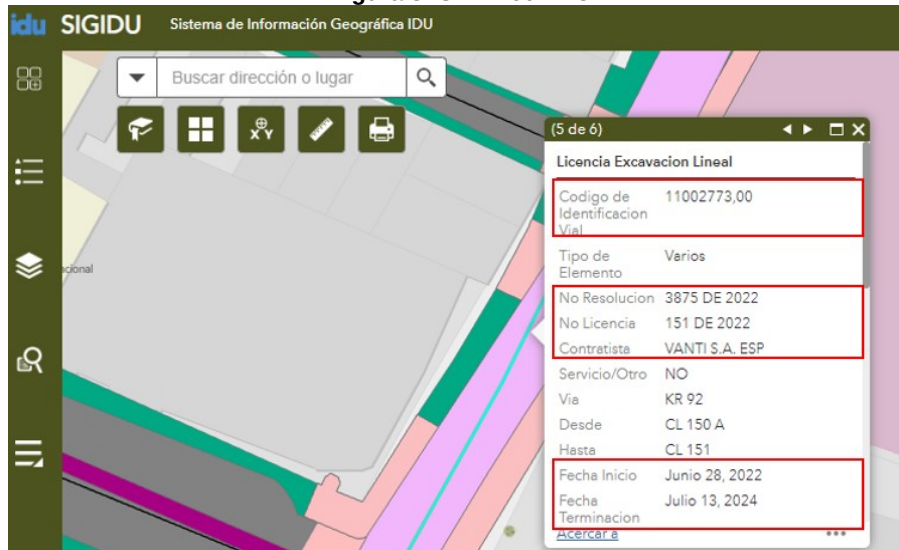 idu SIGIDU Sistema de Información Geográfica IDU
Buscar dirección o lugar
X Y
cional
(5 de 6)
Licencia Excavacion Lineal
Codigo de Identificacion Vial 11002773,00
Tipo de Elemento Varios
No Resolucion 3875 DE 2022
No Licencia 151 DE 2022
Contratista VANTI S.A. ESP
Servicio/Otro NO
Via KR 92
Desde CL 150 A
Hasta CL 151
Fecha Inicio Junio 28, 2022
Fecha Terminacion Julio 13, 2024
Acercar a